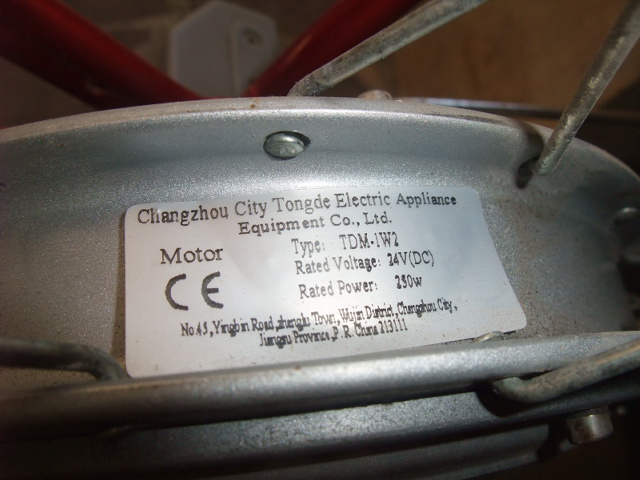 Changzhou City Tongde Electric Appliance
Equipment Co., Ltd.
Motor
Type: TDM-1W2
Rated Voltage: 24V(DC)
Rated Power: 250w
CE
No.45, Yingbin Road, Town, Wujin District, Changzhou City,
Jiangsu Province, P. R. China 213111